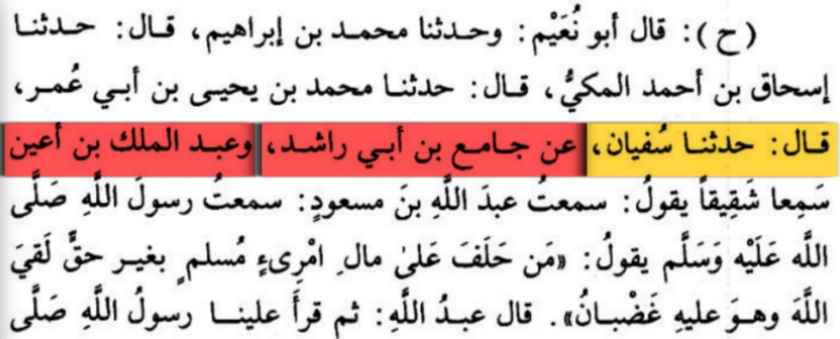 (ح): قال أبو نُعَيْم: وحدثنا محمد بن إبراهيم، قال: حدثنا
إسحاق بن أحمد المكيُّ، قال: حدثنا محمد بن يحيى بن أبي عُمر،
قال: حدثنا سُفيان، عن جامع بن أبي راشد، وعبد الملك بن أعين
سَمِعا شَقِيقاً يقولُ: سمعتُ عبدَ اللَّهِ بنَ مسعودٍ: سمعتُ رسولَ اللَّهِ صَلَّى
اللَّه عَلَيْه وَسَلَّم يقولُ: «مَن حَلَفَ عَلىٰ مالِ امْرِىءٍ مُسلمٍ بغير حقٍّ لَقيَ
اللَّهَ وهوَ عليهِ غَضْبانُ». قال عبدُ اللَّهِ: ثم قرأَ علينا رسولُ اللَّهِ صَلَّى